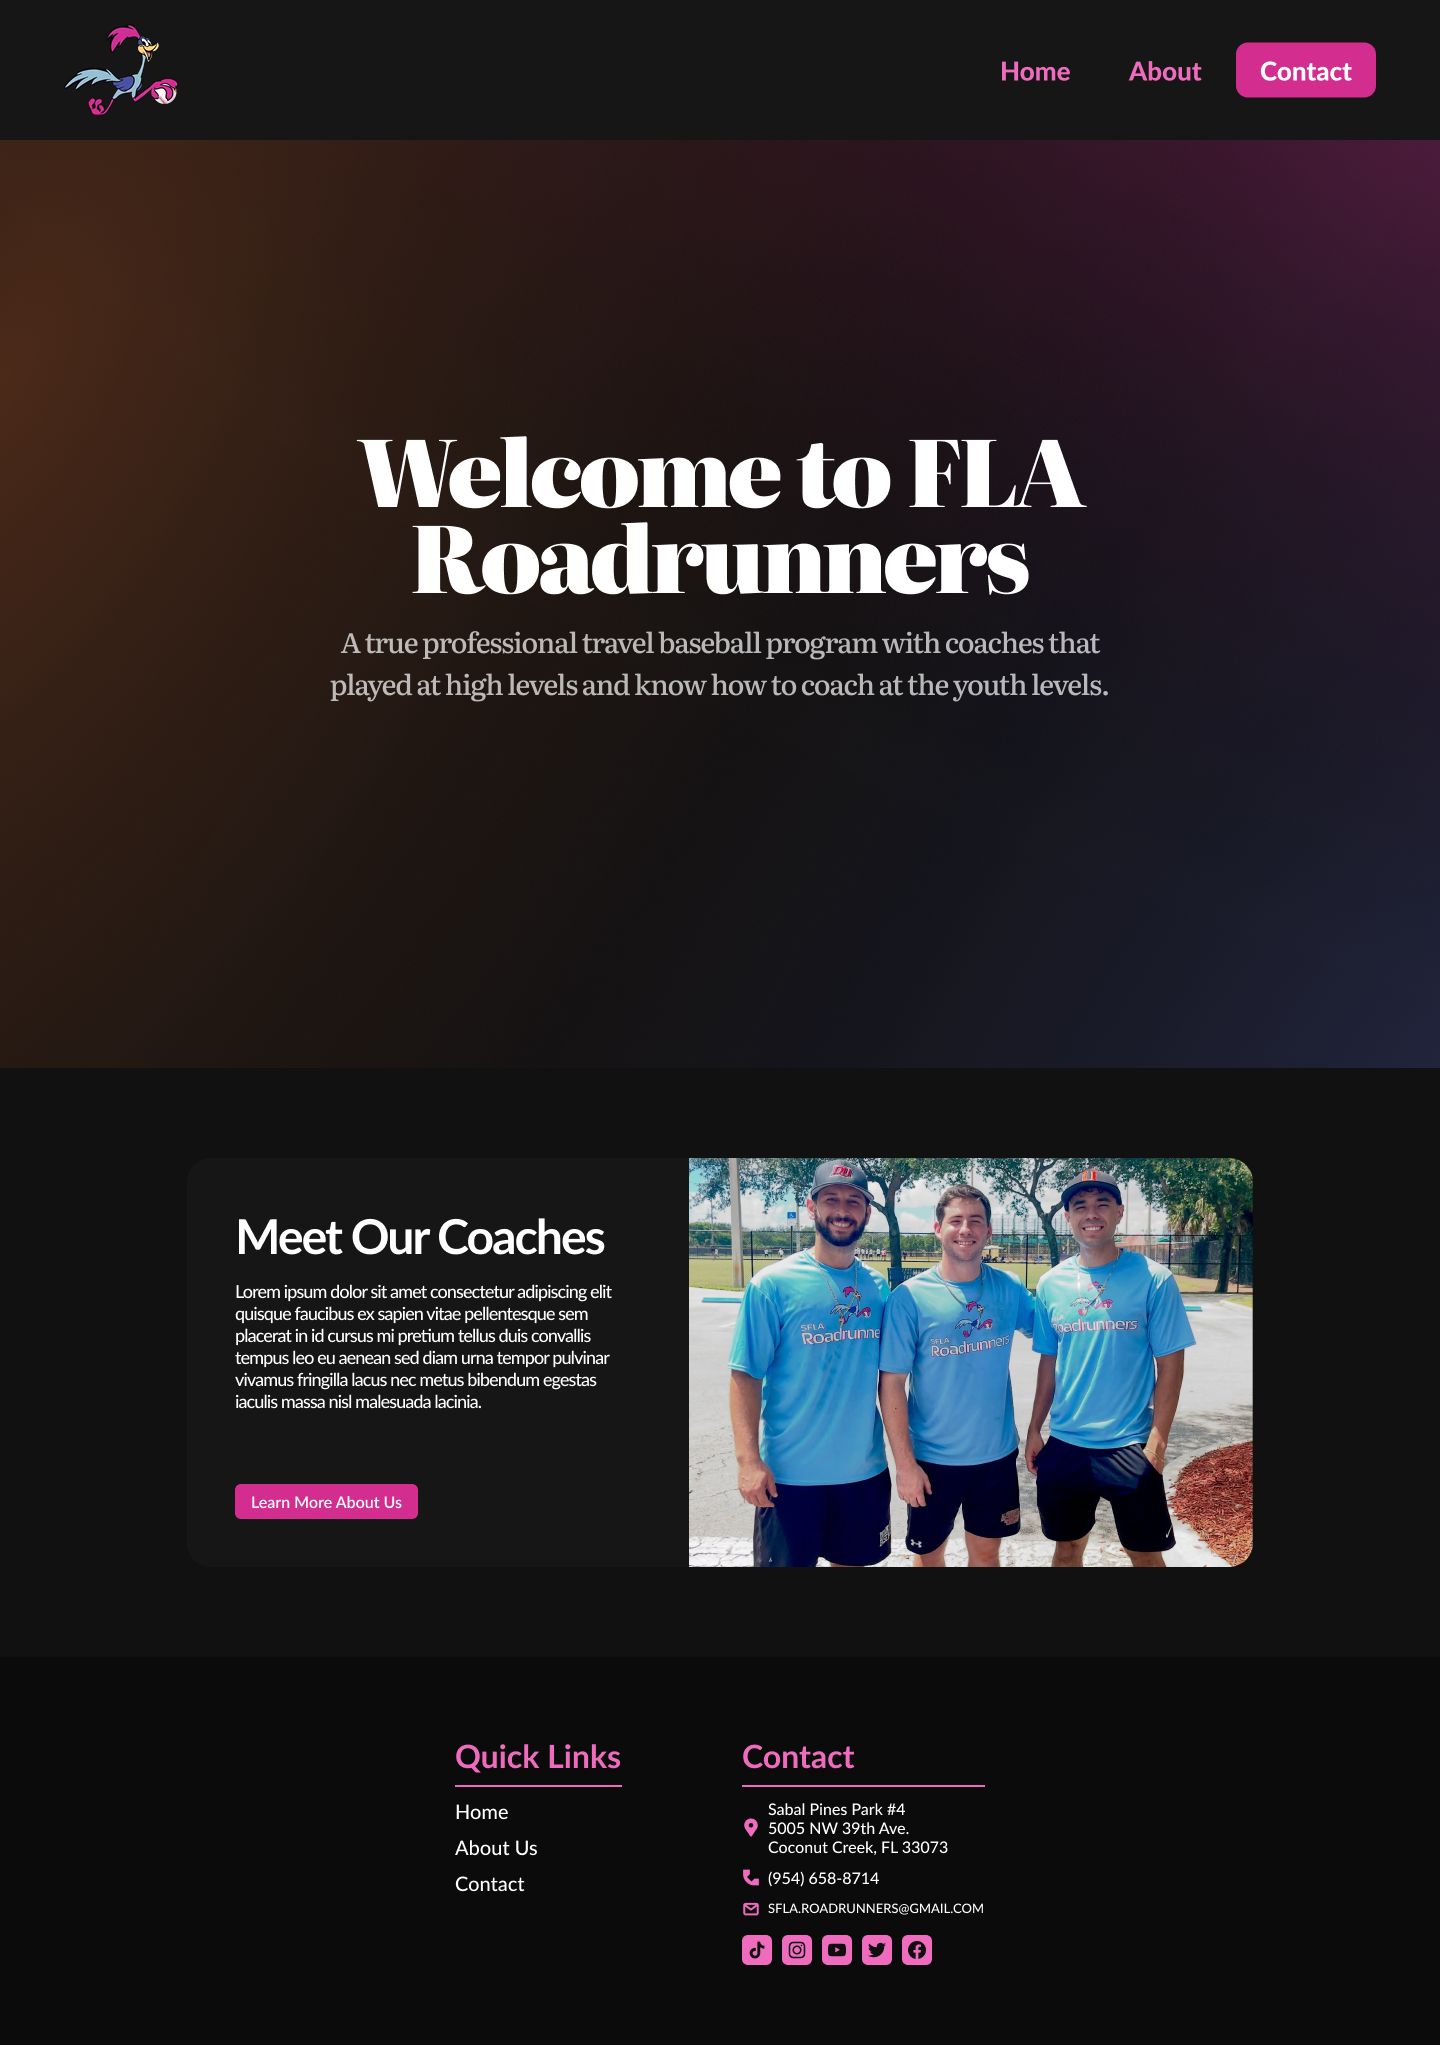 Home
About
Contact
Welcome to FLA
Roadrunners
A true professional travel baseball program with coaches that
played at high levels and know how to coach at the youth levels.
Meet Our Coaches
Lorem ipsum dolor sit amet consectetur adipiscing elit
quisque faucibus ex sapien vitae pellentesque sem
placerat in id cursus mi pretium tellus duis convallis
tempus leo eu aenean sed diam urna tempor pulvinar
vivamus fringilla lacus nec metus bibendum egestas
iaculis massa nisl malesuada lacinia.
Learn More About Us
SFLA
Roadrunne
SFLA
Roadrunners
Roadrunners
Quick Links
Home
About Us
Contact
Contact
Sabal Pines Park #4
5005 NW 39th Ave.
Coconut Creek, FL 33073
(954) 658-8714
SFLA.ROADRUNNERS@GMAIL.COM